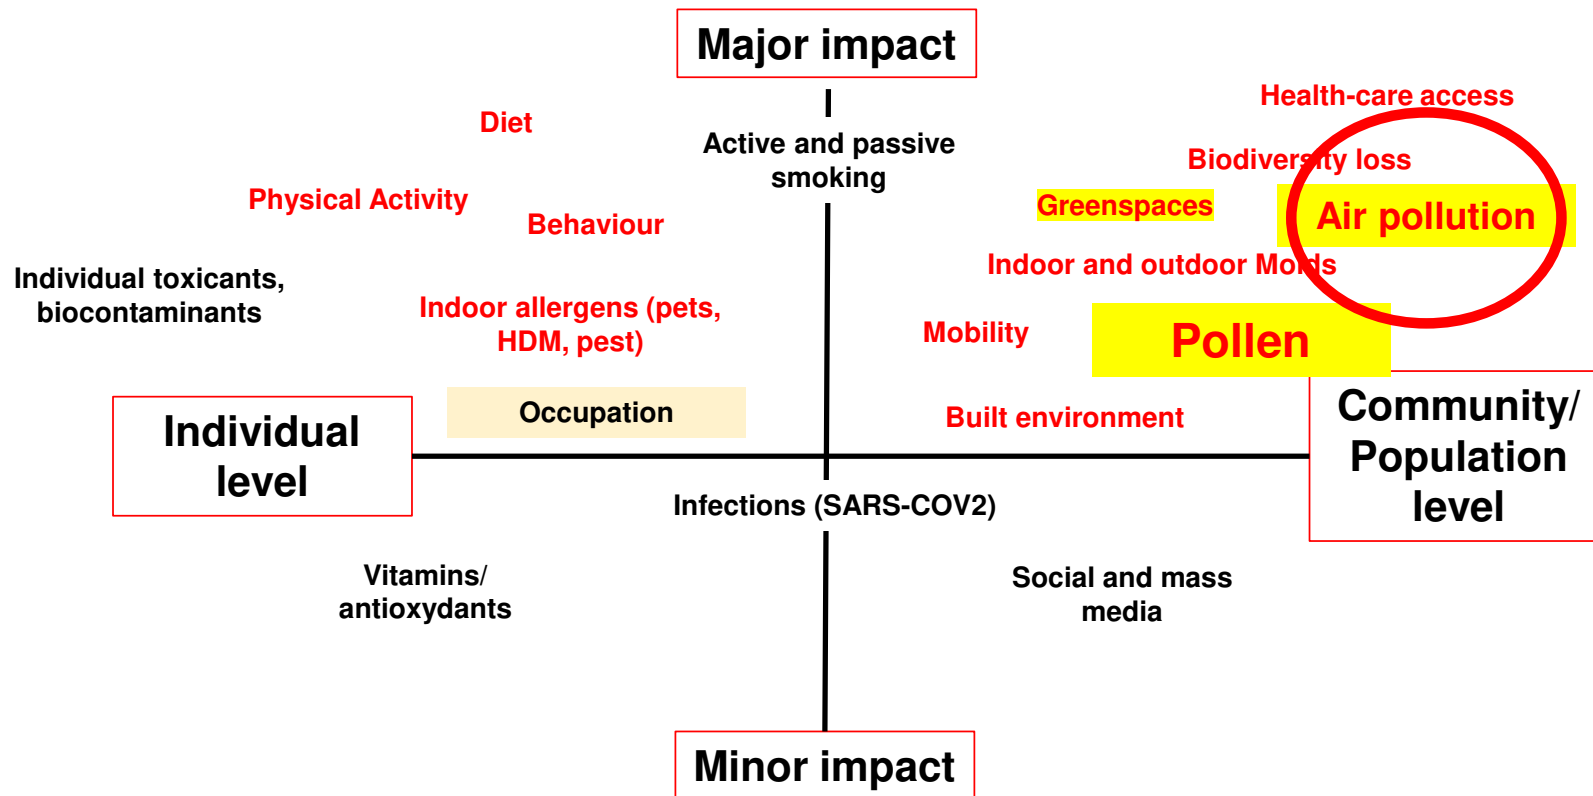 Major impact
Health-care access
Diet
Active and passive
smoking
Biodiversity loss
Physical Activity
Greenspaces
Air pollution
Behaviour
Individual toxicants,
biocontaminants
Indoor and outdoor Molds
Indoor allergens (pets,
HDM, pest)
Mobility
Pollen
Occupation
Built environment
Individual
level
Community/
Population
level
Infections (SARS-COV2)
Vitamins/
antioxydants
Social and mass
media
Minor impact